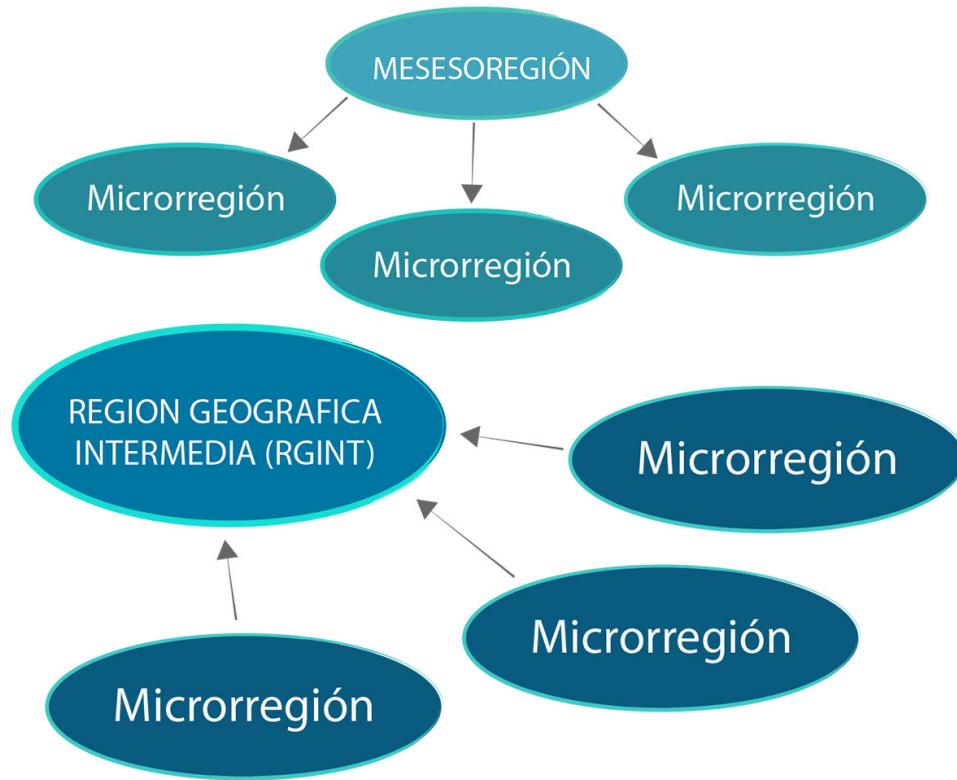 MESESOREGIÓN
Microrregión
Microrregión
Microrregión
REGION GEOGRAFICA
INTERMEDIA (RGINT)
Microrregión
Microrregión
Microrregión